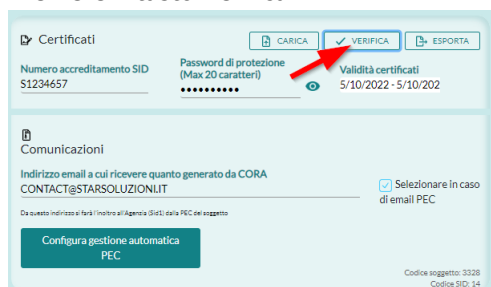 Certificati
CARICA
VERIFICA
ESPORTA
Numero accreditamento SID
S1234657
Password di protezione
(Max 20 caratteri)
••••••••••
Validità certificati
5/10/2022 - 5/10/202
Comunicazioni
Indirizzo email a cui ricevere quanto generato da CORA
CONTACT@STARSOLUZIONI.IT
Selezionare in caso
di email PEC
Da questo indirizzo si farà l'inoltro all'Agenzia (Sid1) dalla PEC del soggetto
Configura gestione automatica
PEC
Codice soggetto: 3328
Codice SID: 14